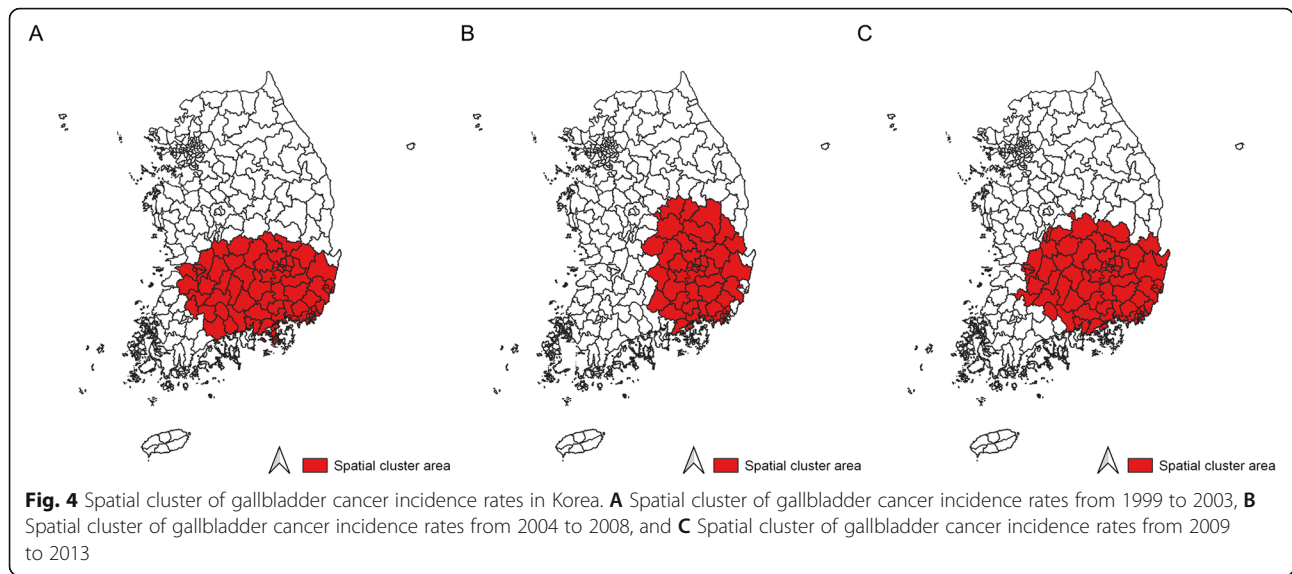 A
B
C
Spatial cluster area
Spatial cluster area
Spatial cluster area
Fig. 4 Spatial cluster of gallbladder cancer incidence rates in Korea. A Spatial cluster of gallbladder cancer incidence rates from 1999 to 2003, B
Spatial cluster of gallbladder cancer incidence rates from 2004 to 2008, and C Spatial cluster of gallbladder cancer incidence rates from 2009
to 2013